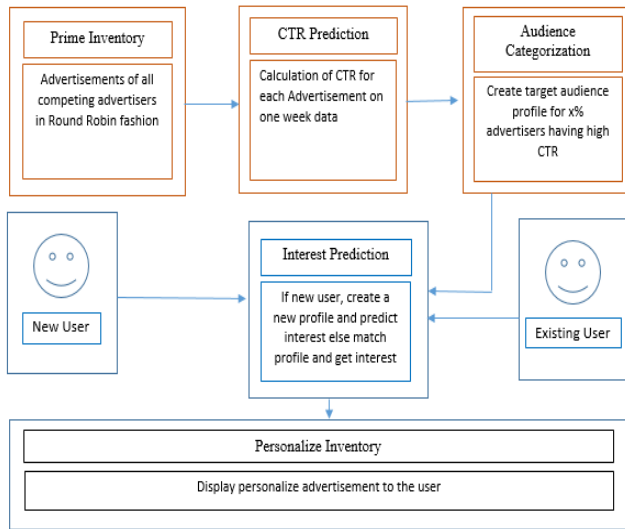 Prime Inventory
Advertisements of all
competing advertisers
in Round Robin fashion
CTR Prediction
Calculation of CTR for
each Advertisement on
one week data
Audience
Categorization
Create target audience
profile for x%
advertisers having high
CTR
New User
Interest Prediction
If new user, create a
new profile and predict
interest else match
profile and get interest
Existing User
Personalize Inventory
Display personalize advertisement to the user